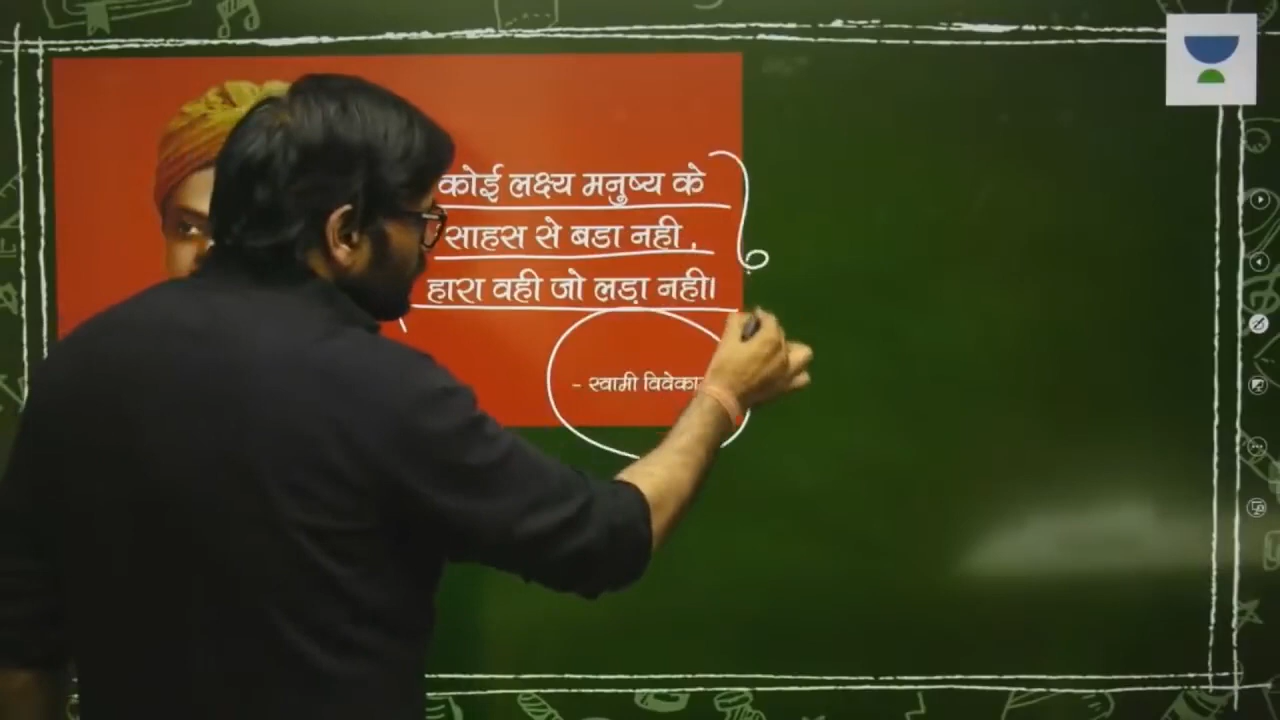 कोई लक्ष्य मनुष्य के
साहस से बडा नही .
हारा वही जो लड़ा नही।
- स्वामी